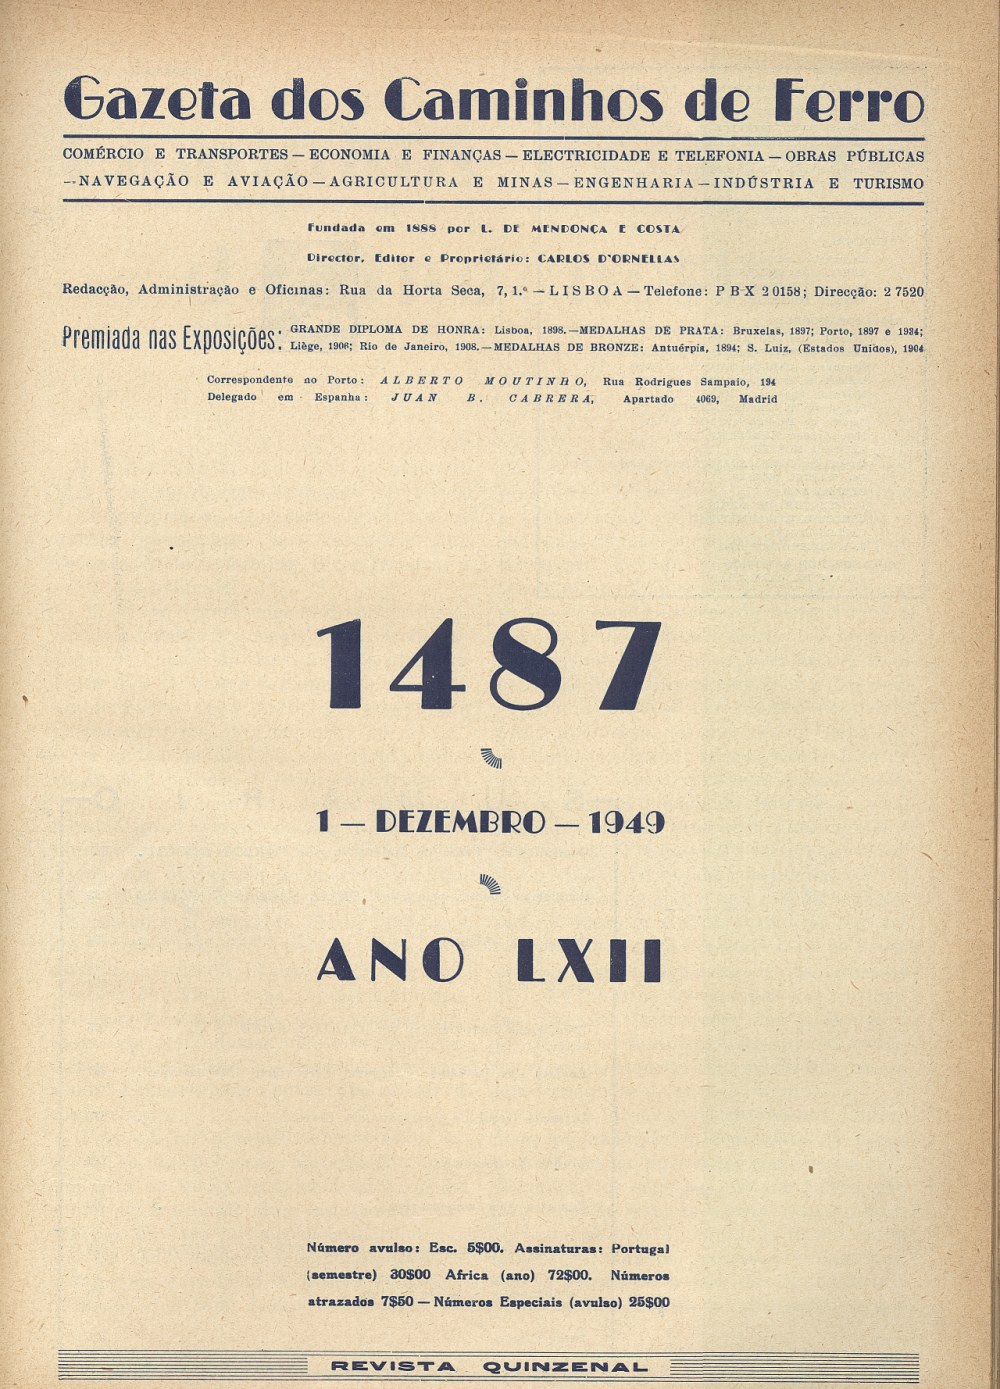 Gazeta dos Caminhos de Ferro
COMÉRCIO E TRANSPORTES — ECONOMIA E FINANÇAS — ELECTRICIDADE E TELEFONIA — OBRAS PÚBLICAS
— NAVEGAÇÃO E AVIAÇÃO — AGRICULTURA E MINAS — ENGENHARIA — INDÚSTRIA E TURISMO
Fundada em 1888 por L. DE MENDONÇA E COSTA
Director, Editor e Proprietário: CARLOS D'ORNELLAS
Redacção, Administração e Oficinas: Rua da Horta Seca, 7, 1.º — LISBOA — Telefone: PBX 20158; Direcção: 27520
Premiada nas Exposições:
GRANDE DIPLOMA DE HONRA: Lisboa, 1898. — MEDALHAS DE PRATA: Bruxelas, 1897; Porto, 1897 e 1934;
Liège, 1906; Rio de Janeiro, 1908. — MEDALHAS DE BRONZE: Antuérpia, 1894; S. Luiz, (Estados Unidos), 1904
Correspondente no Porto: ALBERTO MOUTINHO, Rua Rodrigues Sampaio, 194
Delegado em Espanha: JUAN B. CABRERA, Apartado 4069, Madrid
1487
1 — DEZEMBRO — 1949
ANO LXII
Número avulso: Esc. 5$00. Assinaturas: Portugal
(semestre) 30$00 Africa (ano) 72$00. Números
atrazados 7$50 — Números Especiais (avulso) 25$00
REVISTA QUINZENAL